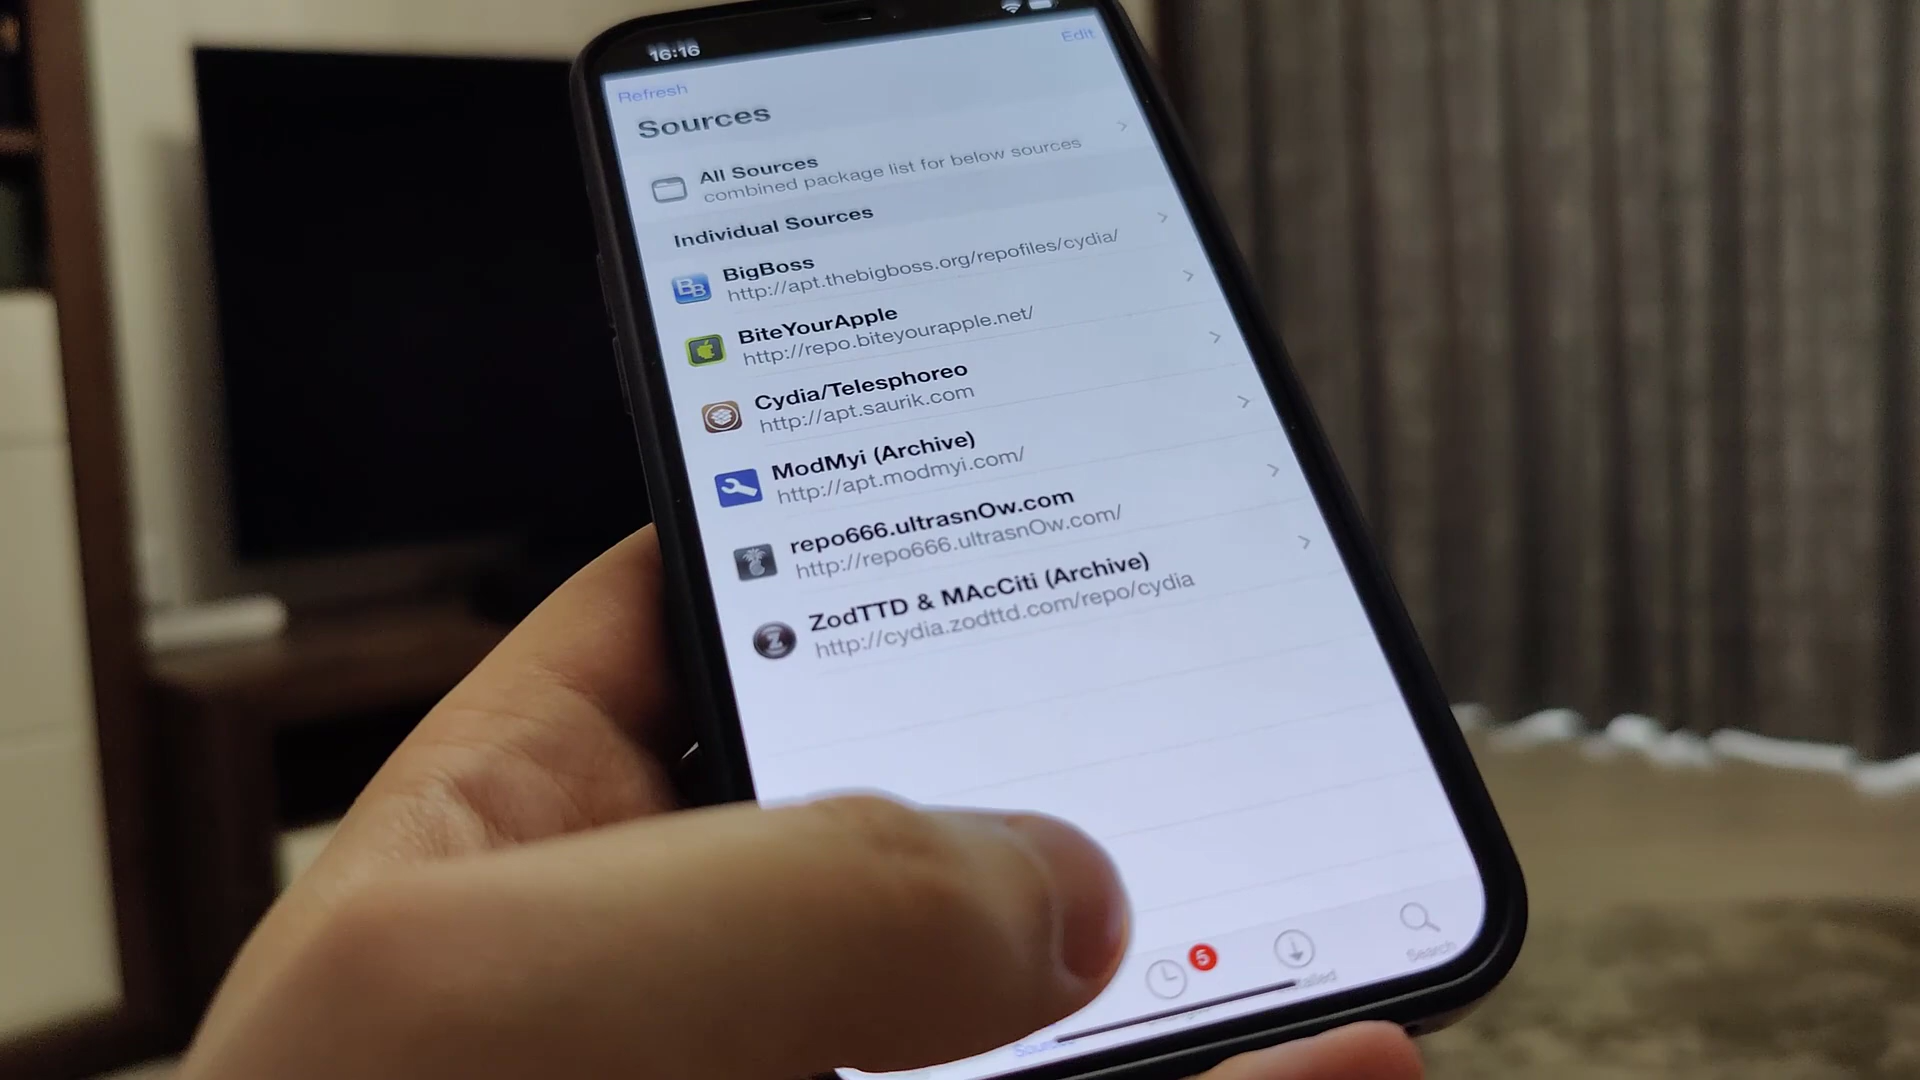 16:16
Edit
Refresh
Sources
All Sources
combined package list for below sources
Individual Sources
BB
BigBoss
http://apt.thebigboss.org/repofiles/cydia/
BiteYourApple
http://repo.biteyourapple.net/
Cydia/Telesphoreo
http://apt.saurik.com
ModMyi (Archive)
http://apt.modmyi.com/
repo666.ultrasn0w.com
http://repo666.ultrasn0w.com/
Z
ZodTTD & MAcCiti (Archive)
http://cydia.zodttd.com/repo/cydia
5
Search